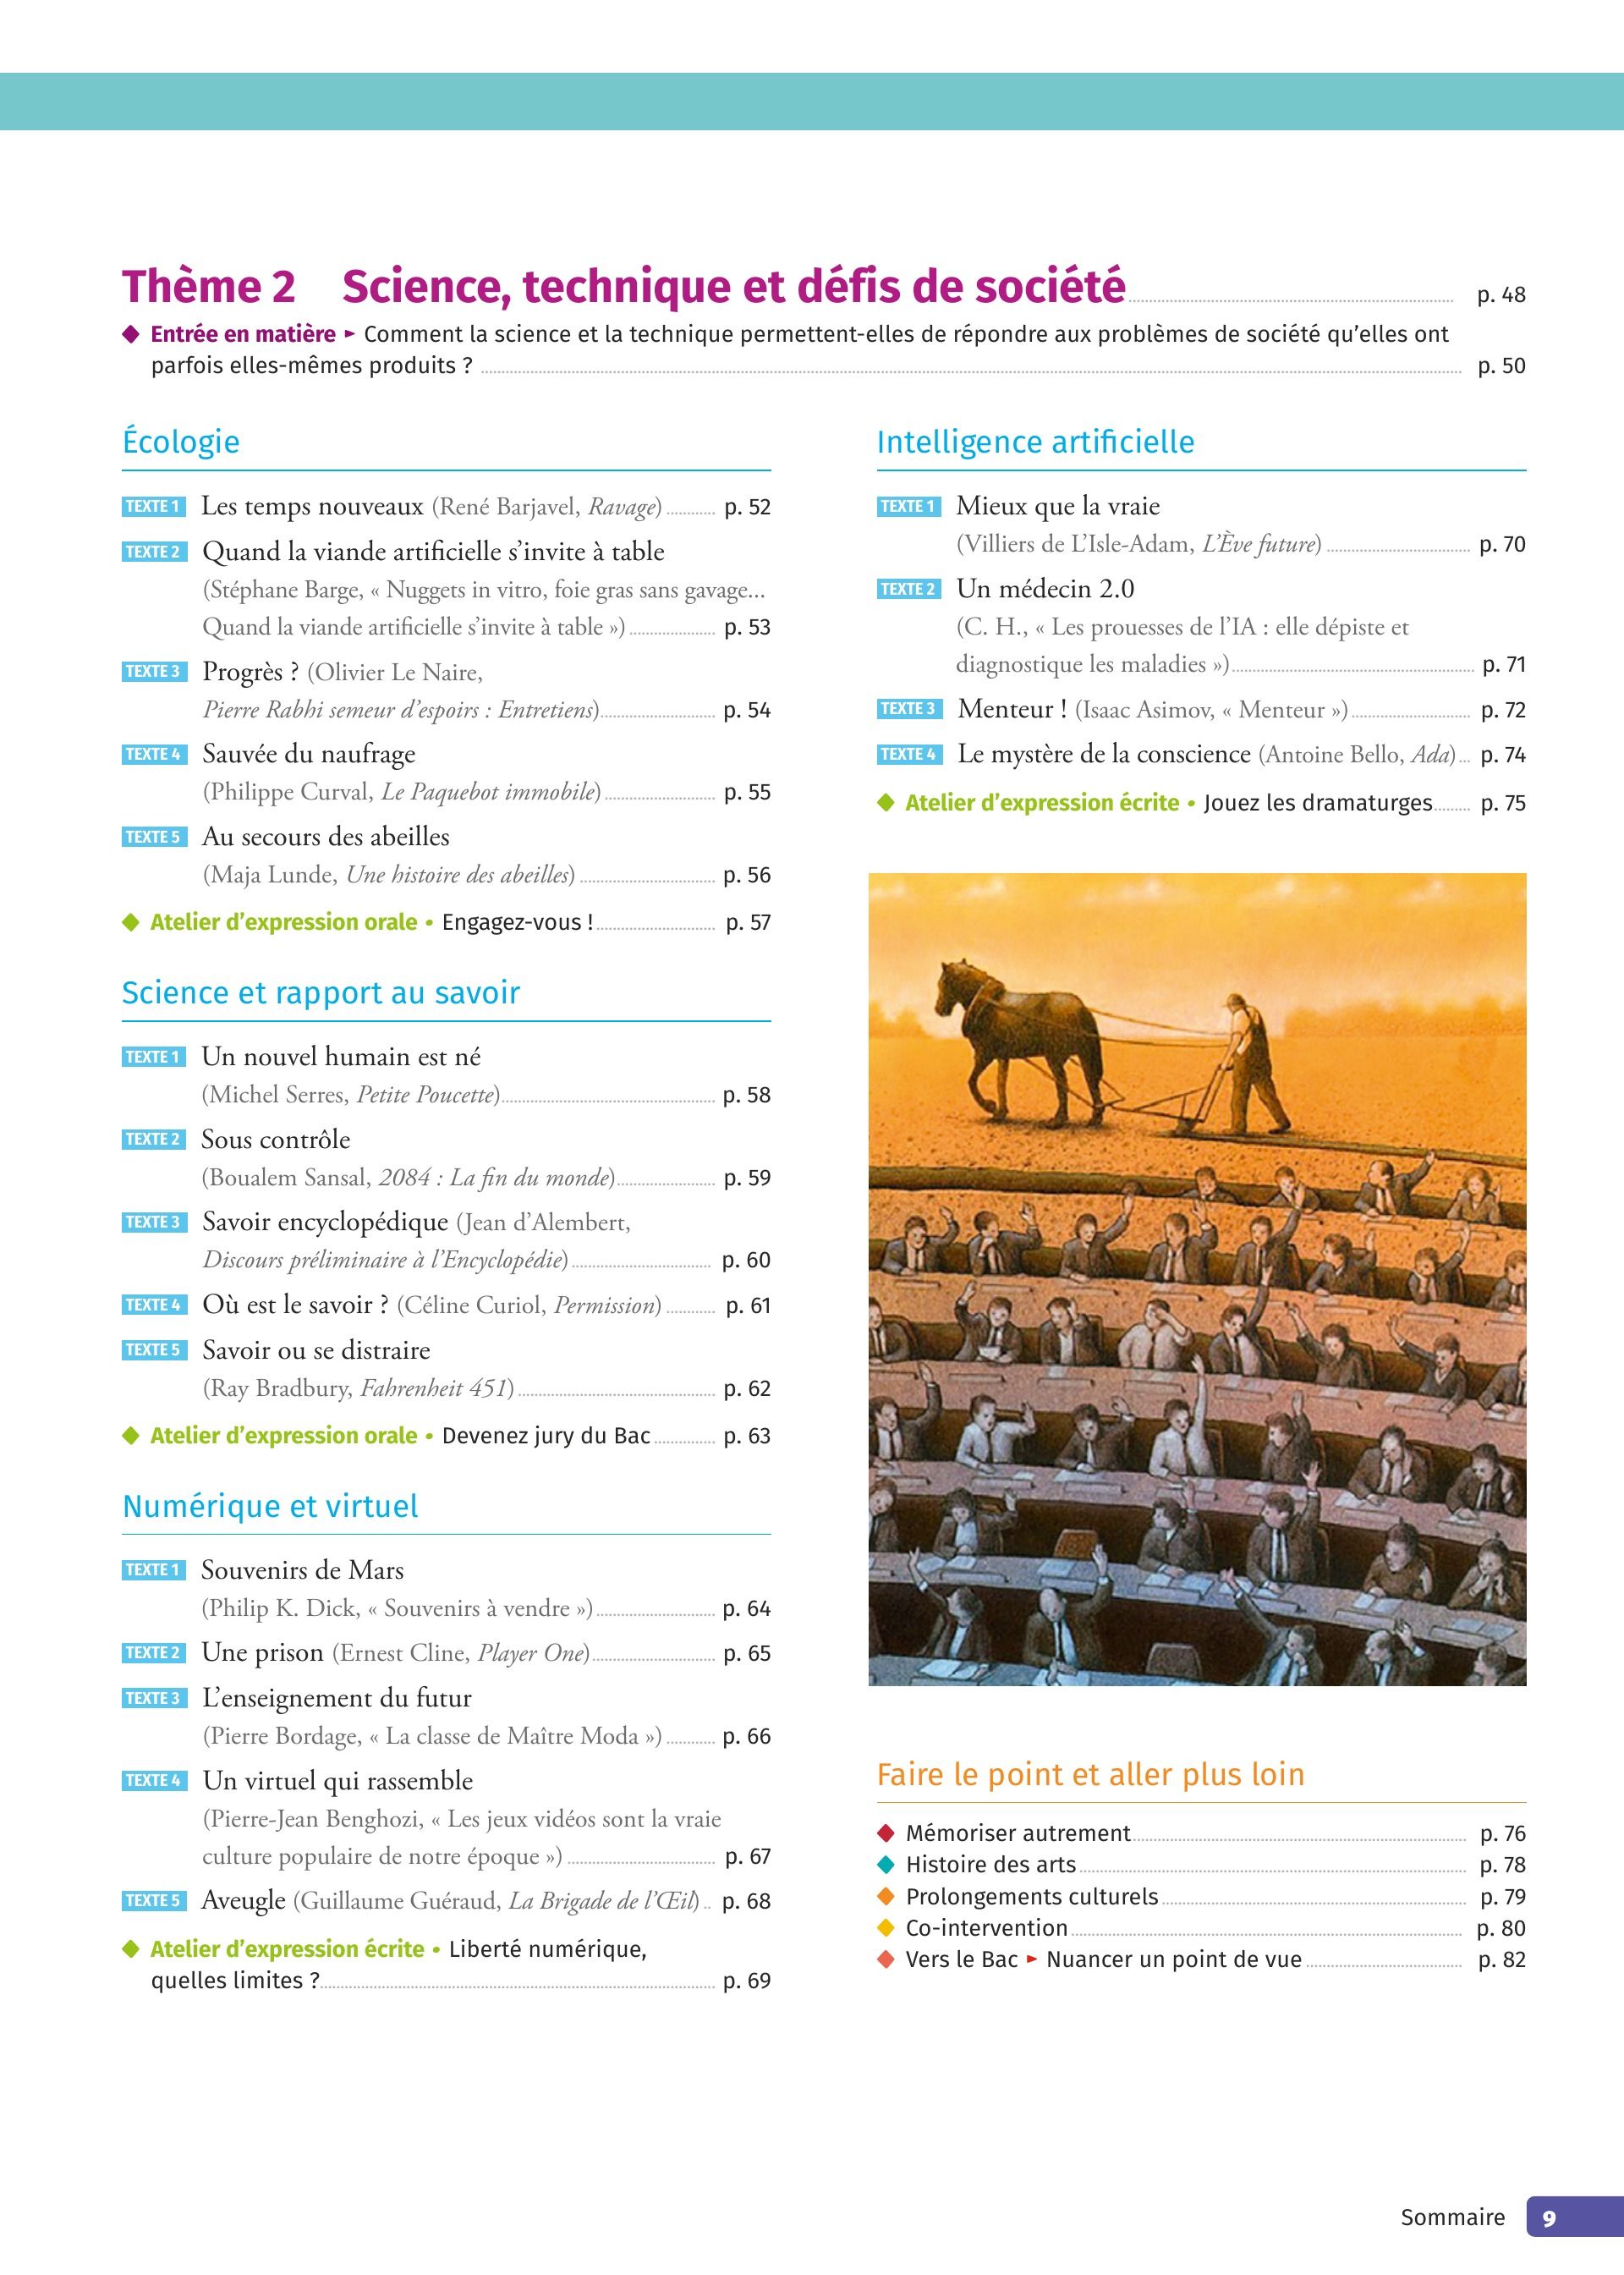 Thème 2 Science, technique et défis de société p. 48
◆ Entrée en matière ► Comment la science et la technique permettent-elles de répondre aux problèmes de société qu’elles ont
parfois elles-mêmes produits ? p. 50
Écologie
TEXTE 1 Les temps nouveaux (René Barjavel, Ravage) p. 52
TEXTE 2 Quand la viande artificielle s’invite à table
(Stéphane Barge, « Nuggets in vitro, foie gras sans gavage…
Quand la viande artificielle s’invite à table ») p. 53
TEXTE 3 Progrès ? (Olivier Le Naire,
Pierre Rabhi semeur d’espoirs : Entretiens) p. 54
TEXTE 4 Sauvée du naufrage
(Philippe Curval, Le Paquebot immobile) p. 55
TEXTE 5 Au secours des abeilles
(Maja Lunde, Une histoire des abeilles) p. 56
◆ Atelier d’expression orale • Engagez-vous ! p. 57
Science et rapport au savoir
TEXTE 1 Un nouvel humain est né
(Michel Serres, Petite Poucette) p. 58
TEXTE 2 Sous contrôle
(Boualem Sansal, 2084 : La fin du monde) p. 59
TEXTE 3 Savoir encyclopédique (Jean d’Alembert,
Discours préliminaire à l’Encyclopédie) p. 60
TEXTE 4 Où est le savoir ? (Céline Curiol, Permission) p. 61
TEXTE 5 Savoir ou se distraire
(Ray Bradbury, Fahrenheit 451) p. 62
◆ Atelier d’expression orale • Devenez jury du Bac p. 63
Numérique et virtuel
TEXTE 1 Souvenirs de Mars
(Philip K. Dick, « Souvenirs à vendre ») p. 64
TEXTE 2 Une prison (Ernest Cline, Player One) p. 65
TEXTE 3 L’enseignement du futur
(Pierre Bordage, « La classe de Maître Moda ») p. 66
TEXTE 4 Un virtuel qui rassemble
(Pierre-Jean Benghozi, « Les jeux vidéos sont la vraie
culture populaire de notre époque ») p. 67
TEXTE 5 Aveugle (Guillaume Guéraud, La Brigade de l’Œil) p. 68
◆ Atelier d’expression écrite • Liberté numérique,
quelles limites ? p. 69
Intelligence artificielle
TEXTE 1 Mieux que la vraie
(Villiers de L’Isle-Adam, L’Ève future) p. 70
TEXTE 2 Un médecin 2.0
(C. H., « Les prouesses de l’IA : elle dépiste et
diagnostique les maladies ») p. 71
TEXTE 3 Menteur ! (Isaac Asimov, « Menteur ») p. 72
TEXTE 4 Le mystère de la conscience (Antoine Bello, Ada) p. 74
◆ Atelier d’expression écrite • Jouez les dramaturges p. 75
Faire le point et aller plus loin
◆ Mémoriser autrement p. 76
◆ Histoire des arts p. 78
◆ Prolongements culturels p. 79
◆ Co-intervention p. 80
◆ Vers le Bac ► Nuancer un point de vue p. 82
Sommaire 9